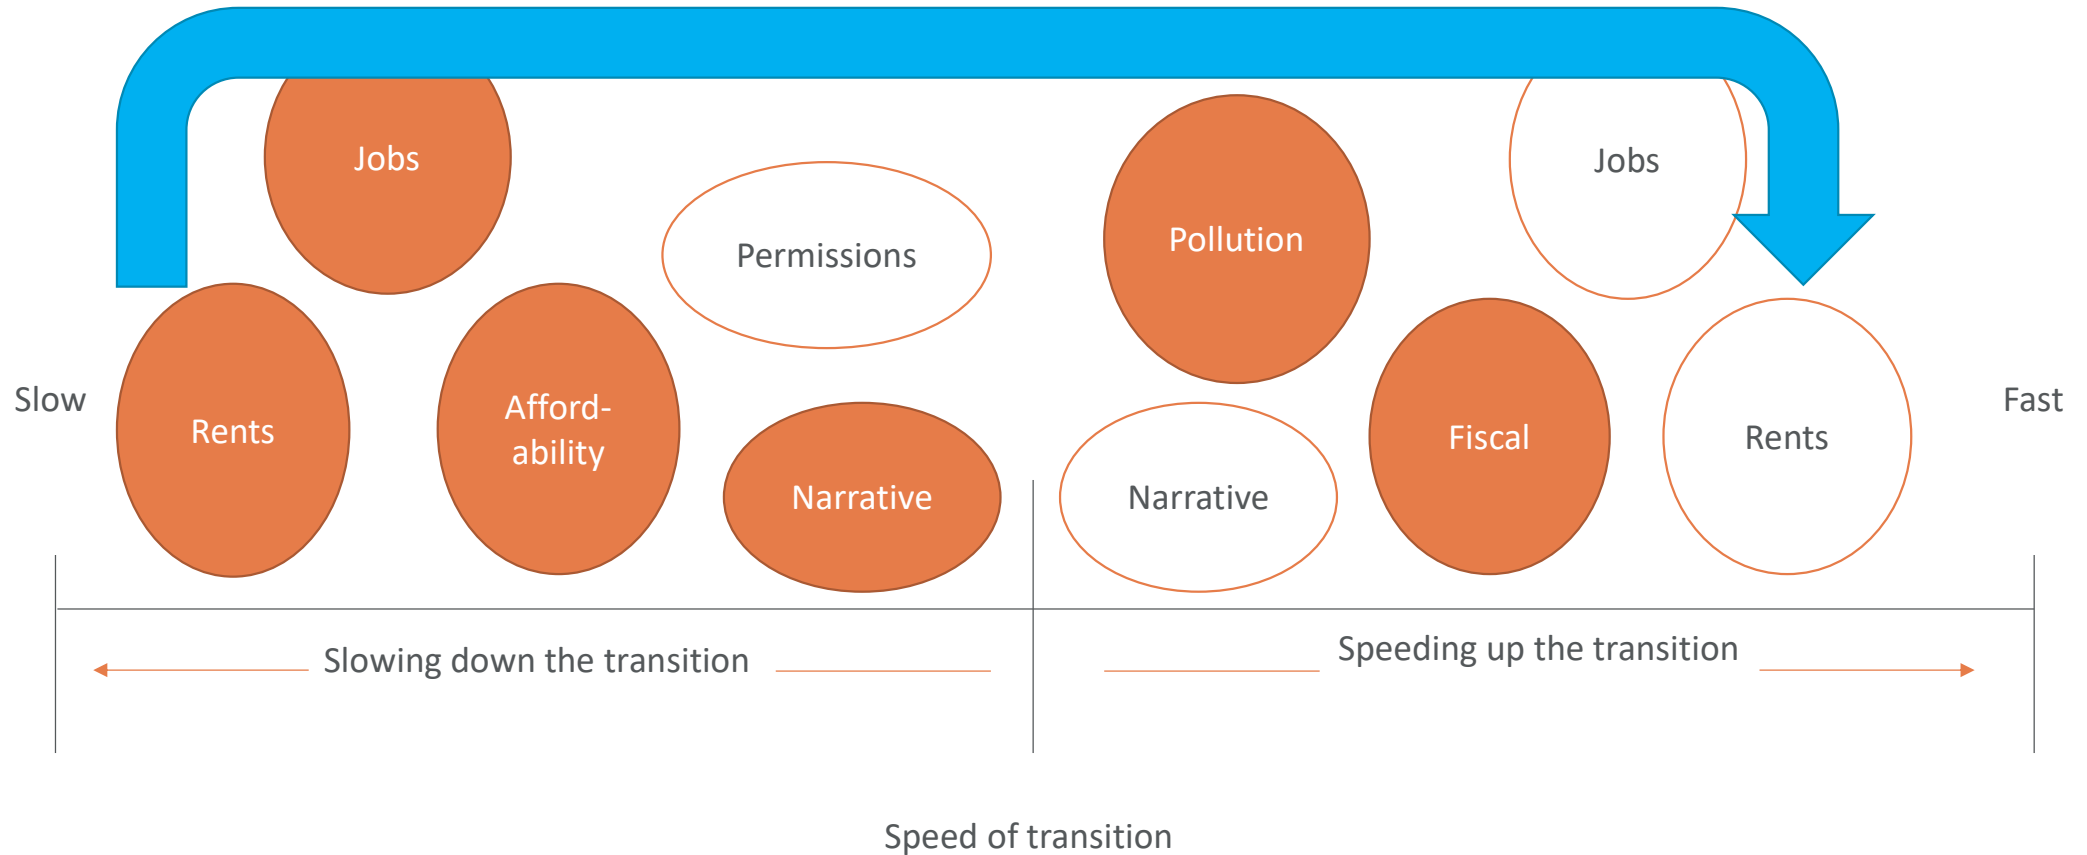 Jobs
Jobs
Permissions
Pollution
Slow
Rents
Afford-
ability
Narrative
Narrative
Fiscal
Rents
Fast
Slowing down the transition
Speeding up the transition
Speed of transition